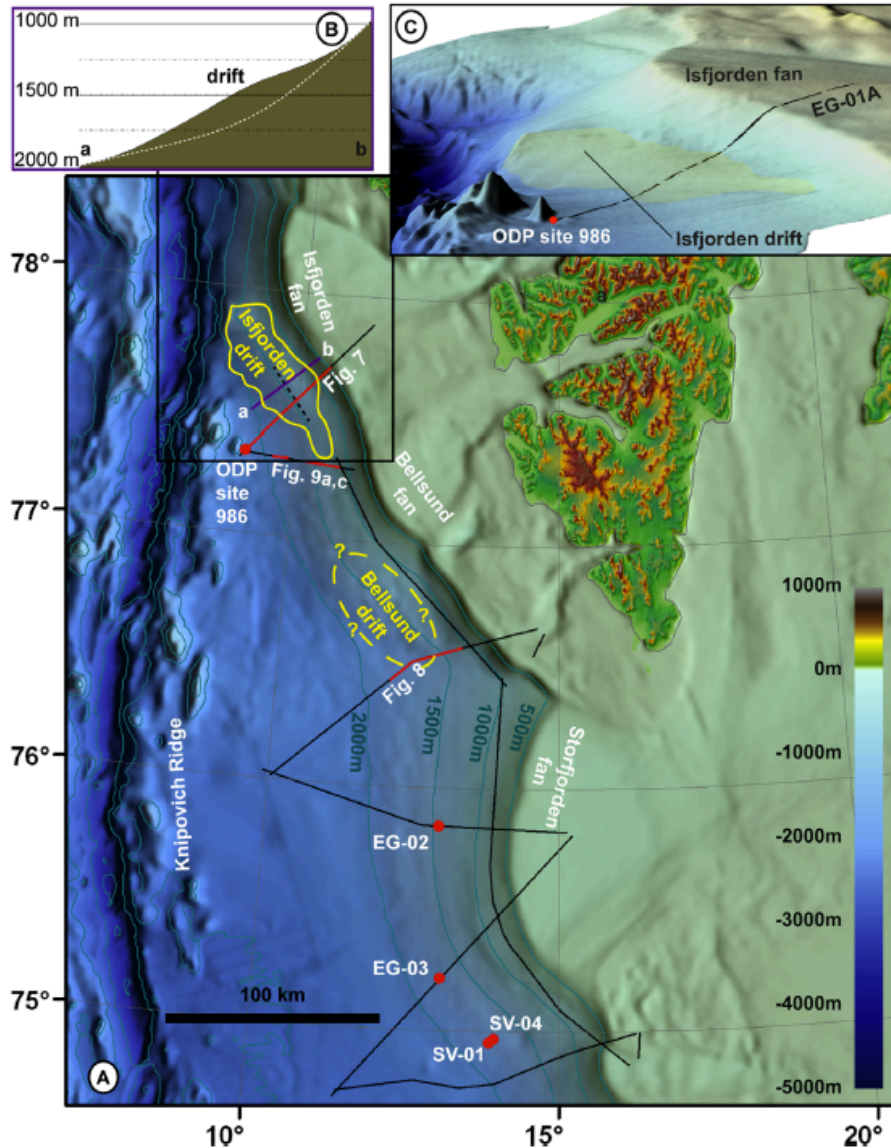 1000 m
B
drift
1500 m
2000 m
a
b
C
Isfjorden fan
EG-01A
ODP site 986
Isfjorden drift
78°
77°
76°
75°
Isfjorden
fan
Isfjorden
drift
b
a
Fig. 7
a
ODP
site
986
Fig. 9a,c
Bellsund
fan
?
Bellsund
drift
?
?
Fig. 8
2000m
1500m
1000m
500m
Storfjorden
fan
Knipovich Ridge
EG-02
EG-03
SV-04
SV-01
100 km
A
1000m
0m
-1000m
-2000m
-3000m
-4000m
-5000m
10°
15°
20°